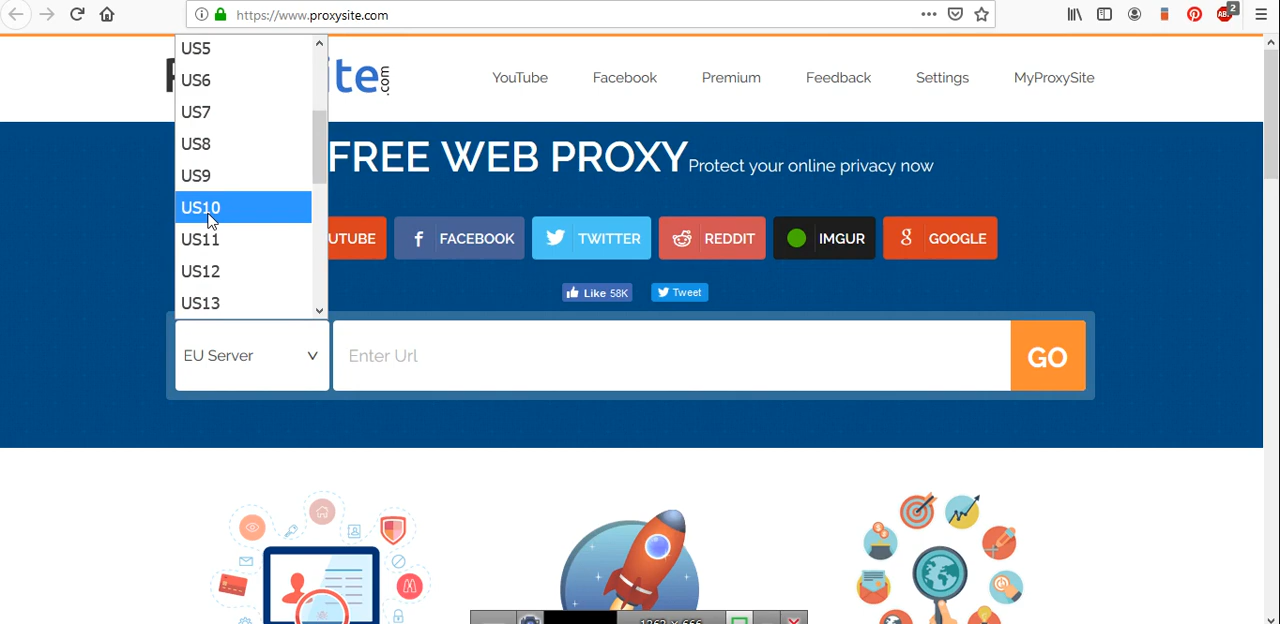 https://www.proxysite.com
2
ite.com
YouTube Facebook Premium Feedback Settings MyProxySite
US5
US6
US7
US8
US9
US10
US11
US12
US13
FREE WEB PROXY Protect your online privacy now
UTUBE FACEBOOK TWITTER REDDIT IMGUR GOOGLE
Like 58K Tweet
EU Server Enter Url GO